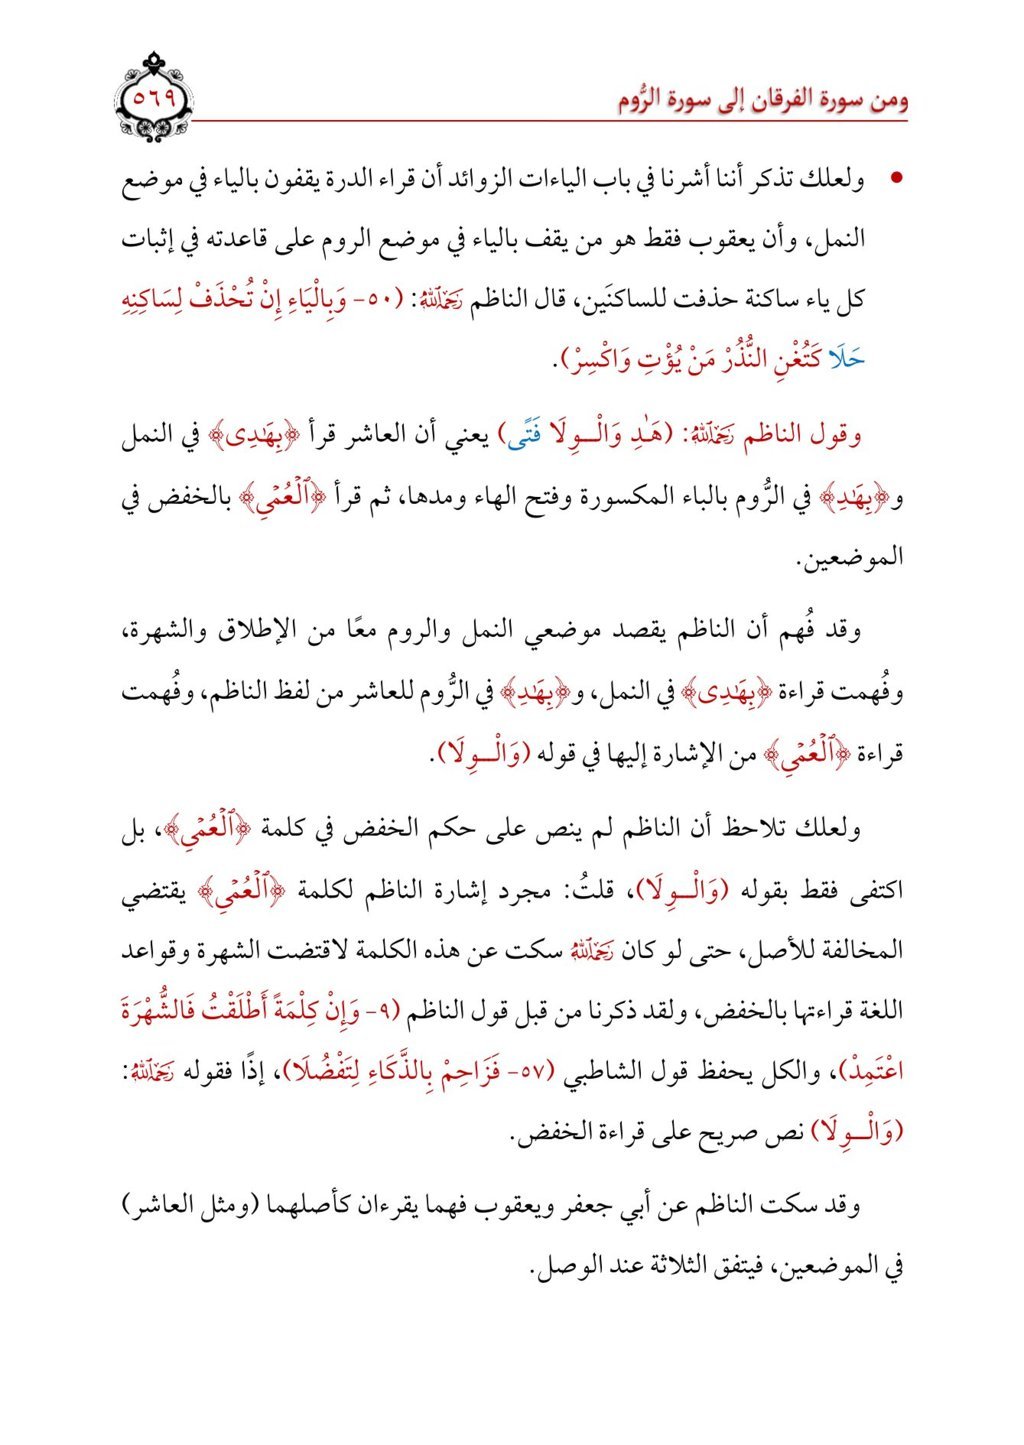 ومن سورة الفرقان إلى سورة الرُّوم
٥٦٩
• ولعلك تذكر أننا أشرنا في باب الياءات الزوائد أن قراء الدرة يقفون بالياء في موضع
النمل، وأن يعقوب فقط هو من يقف بالياء في موضع الروم على قاعدته في إثبات
كل ياء ساكنة حذفت للساكنَين، قال الناظم رَحِمَهُ ٱللَّهُ: (٥٠- وَبِالْيَاءِ إِنْ تُحْذَفْ لِسَاكِنِهِ
حَلَا كَتُغْنِ النُّذُرْ مَنْ يُؤْتِ وَاكْسِرْ).
وقول الناظم رَحِمَهُ ٱللَّهُ: (هَـٰدِ وَالْـــوِلَا فَتًى) يعني أن العاشر قرأ ﴿بِهَـٰدِى﴾ في النمل
و﴿بِهَـٰدِ﴾ في الرُّوم بالباء المكسورة وفتح الهاء ومدها، ثم قرأ ﴿ٱلْعُمْىِ﴾ بالخفض في
الموضعين.
وقد فُهم أن الناظم يقصد موضعي النمل والروم معًا من الإطلاق والشهرة،
وفُهمت قراءة ﴿بِهَـٰدِى﴾ في النمل، و﴿بِهَـٰدِ﴾ في الرُّوم للعاشر من لفظ الناظم، وفُهمت
قراءة ﴿ٱلْعُمْىِ﴾ من الإشارة إليها في قوله (وَالْـــوِلَا).
ولعلك تلاحظ أن الناظم لم ينص على حكم الخفض في كلمة ﴿ٱلْعُمْىِ﴾، بل
اكتفى فقط بقوله (وَالْـــوِلَا)، قلتُ: مجرد إشارة الناظم لكلمة ﴿ٱلْعُمْىِ﴾ يقتضي
المخالفة للأصل، حتى لو كان رَحِمَهُ ٱللَّهُ سكت عن هذه الكلمة لاقتضت الشهرة وقواعد
اللغة قراءتها بالخفض، ولقد ذكرنا من قبل قول الناظم (٩- وَإِنْ كِلْمَةً أَطْلَقْتُ فَالشُّهْرَةَ
اعْتَمِدْ)، والكل يحفظ قول الشاطبي (٥٧- فَزَاحِمْ بِالذَّكَاءِ لِتَفْضُلَا)، إذًا فقوله رَحِمَهُ ٱللَّهُ:
(وَالْـــوِلَا) نص صريح على قراءة الخفض.
وقد سكت الناظم عن أبي جعفر ويعقوب فهما يقرءان كأصلهما (ومثل العاشر)
في الموضعين، فيتفق الثلاثة عند الوصل.